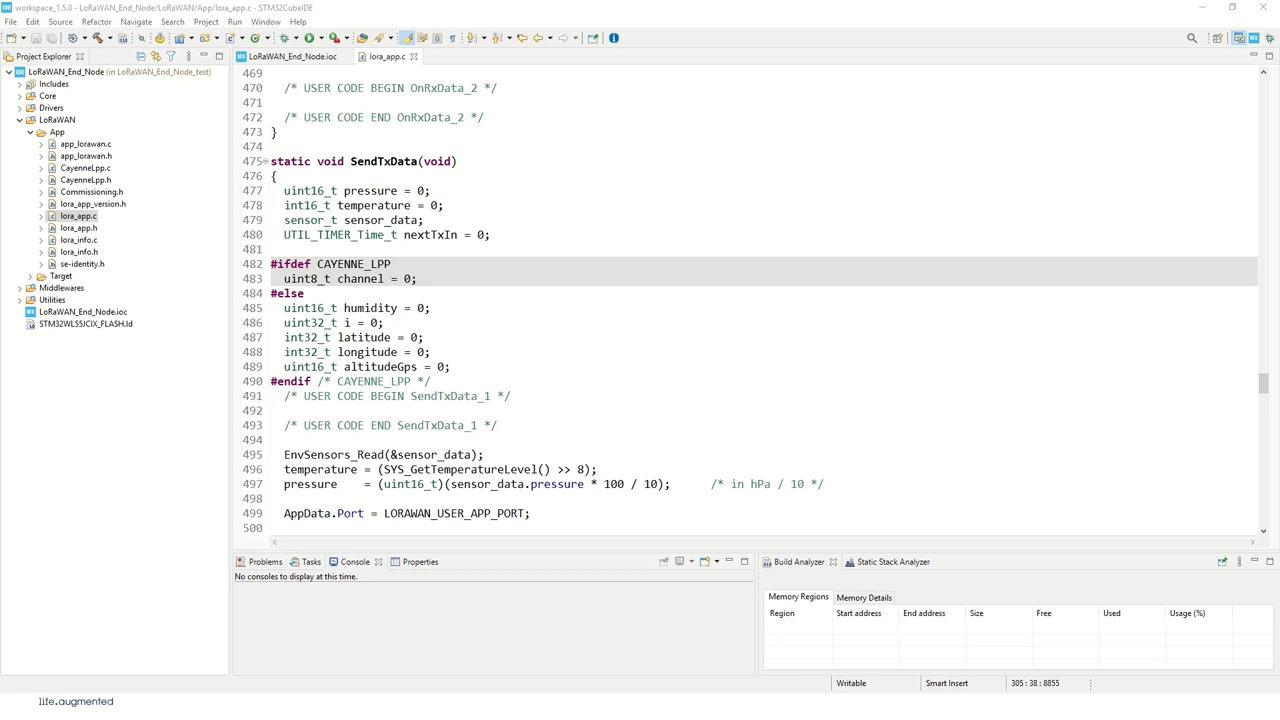 workspace_1.5.0 - LoRaWAN_End_Node/LoRaWAN/App/lora_app.c - STM32CubeIDE
File Edit Source Refactor Navigate Search Project Run Window Help
Project Explorer
LoRaWAN_End_Node (in LoRaWAN_End_Node_test)
Includes
Core
Drivers
LoRaWAN
App
app_lorawan.c
app_lorawan.h
CayenneLpp.c
CayenneLpp.h
Commissioning.h
lora_app_version.h
lora_app.c
lora_app.h
lora_info.c
lora_info.h
se-identity.h
Target
Middlewares
Utilities
LoRaWAN_End_Node.ioc
STM32WL55JCIX_FLASH.ld
LoRaWAN_End_Node.ioc lora_app.c
469
470 /* USER CODE BEGIN OnRxData_2 */
471
472 /* USER CODE END OnRxData_2 */
473 }
474
475 static void SendTxData(void)
476 {
477 uint16_t pressure = 0;
478 int16_t temperature = 0;
479 sensor_t sensor_data;
480 UTIL_TIMER_Time_t nextTxIn = 0;
481
482 #ifdef CAYENNE_LPP
483 uint8_t channel = 0;
484 #else
485 uint16_t humidity = 0;
486 uint32_t i = 0;
487 int32_t latitude = 0;
488 int32_t longitude = 0;
489 uint16_t altitudeGps = 0;
490 #endif /* CAYENNE_LPP */
491 /* USER CODE BEGIN SendTxData_1 */
492
493 /* USER CODE END SendTxData_1 */
494
495 EnvSensors_Read(&sensor_data);
496 temperature = (SYS_GetTemperatureLevel() >> 8);
497 pressure = (uint16_t)(sensor_data.pressure * 100 / 10); /* in hPa / 10 */
498
499 AppData.Port = LORAWAN_USER_APP_PORT;
500
Problems Tasks Console Properties
No consoles to display at this time.
Build Analyzer Static Stack Analyzer
Memory Regions Memory Details
Region Start address End address Size Free Used Usage (%)
Writable Smart Insert 305 : 38 : 8855
life.augmented